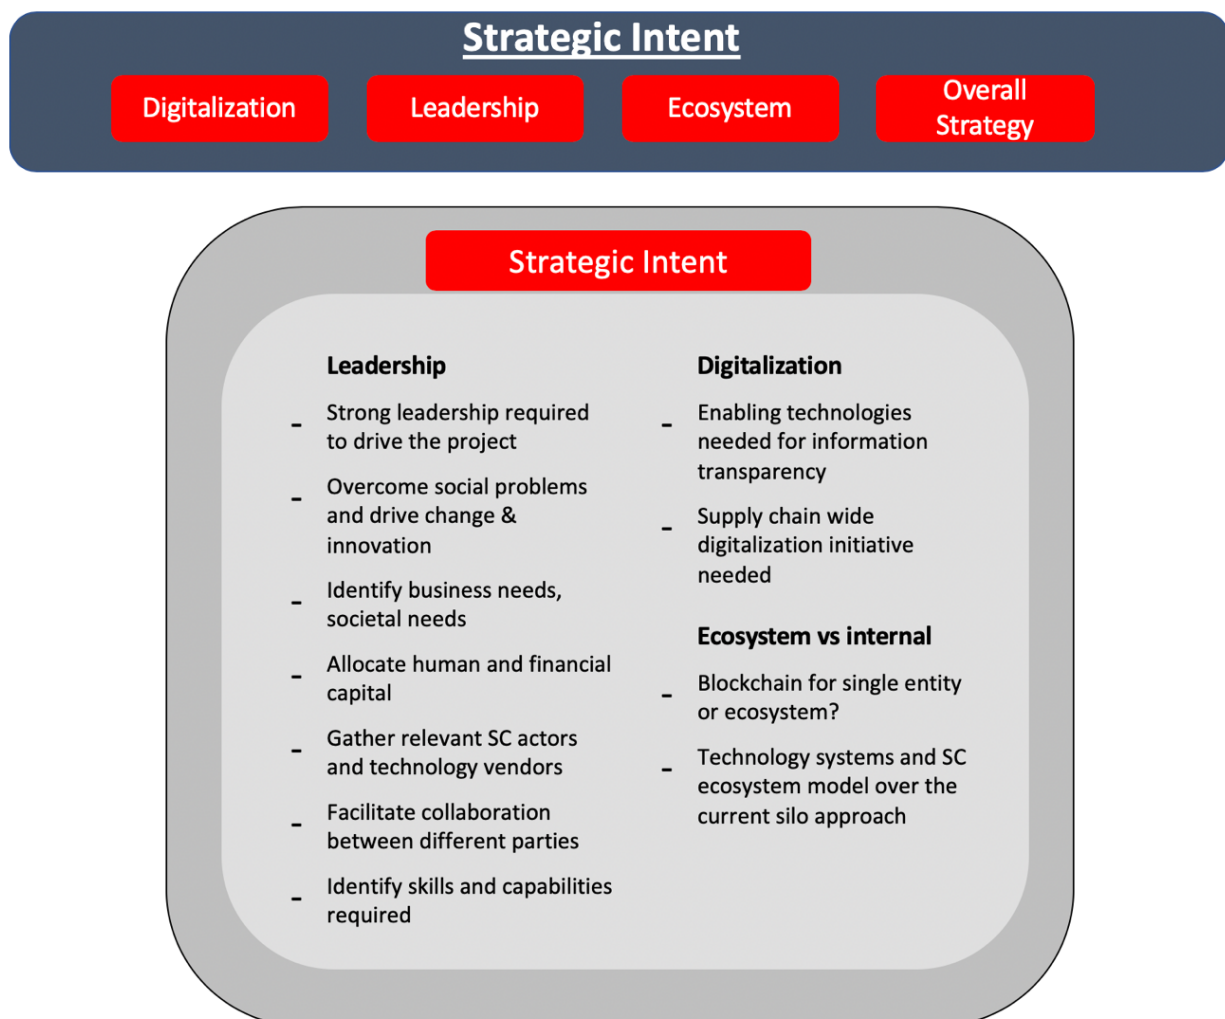 Strategic Intent
Digitalization
Leadership
Ecosystem
Overall
Strategy
Strategic Intent
Leadership
- Strong leadership required
to drive the project
- Overcome social problems
and drive change &
innovation
- Identify business needs,
societal needs
- Allocate human and financial
capital
- Gather relevant SC actors
and technology vendors
- Facilitate collaboration
between different parties
- Identify skills and capabilities
required
Digitalization
- Enabling technologies
needed for information
transparency
- Supply chain wide
digitalization initiative
needed
Ecosystem vs internal
- Blockchain for single entity
or ecosystem?
- Technology systems and SC
ecosystem model over the
current silo approach